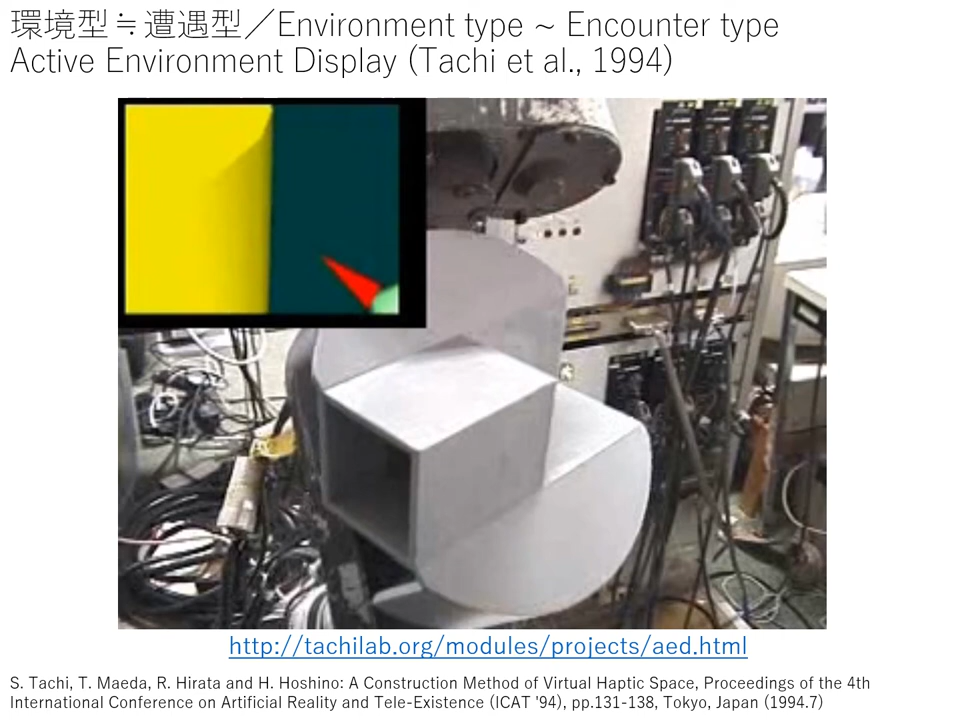 環境型≒遭遇型／Environment type ~ Encounter type
Active Environment Display (Tachi et al., 1994)
http://tachilab.org/modules/projects/aed.html
S. Tachi, T. Maeda, R. Hirata and H. Hoshino: A Construction Method of Virtual Haptic Space, Proceedings of the 4th
International Conference on Artificial Reality and Tele-Existence (ICAT '94), pp.131-138, Tokyo, Japan (1994.7)